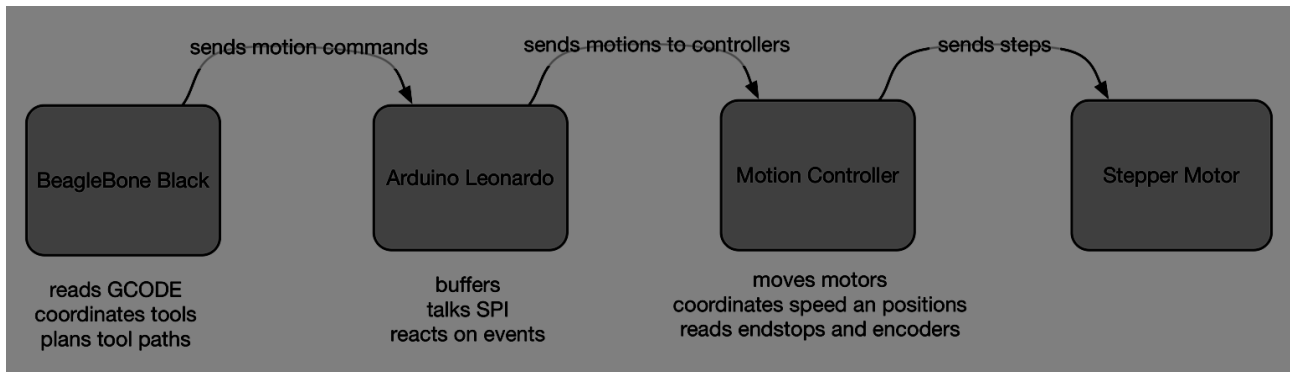 sends motion commands
sends motions to controllers
sends steps
BeagleBone Black
Arduino Leonardo
Motion Controller
Stepper Motor
reads GCODE
coordinates tools
plans tool paths
buffers
talks SPI
reacts on events
moves motors
coordinates speed an positions
reads endstops and encoders